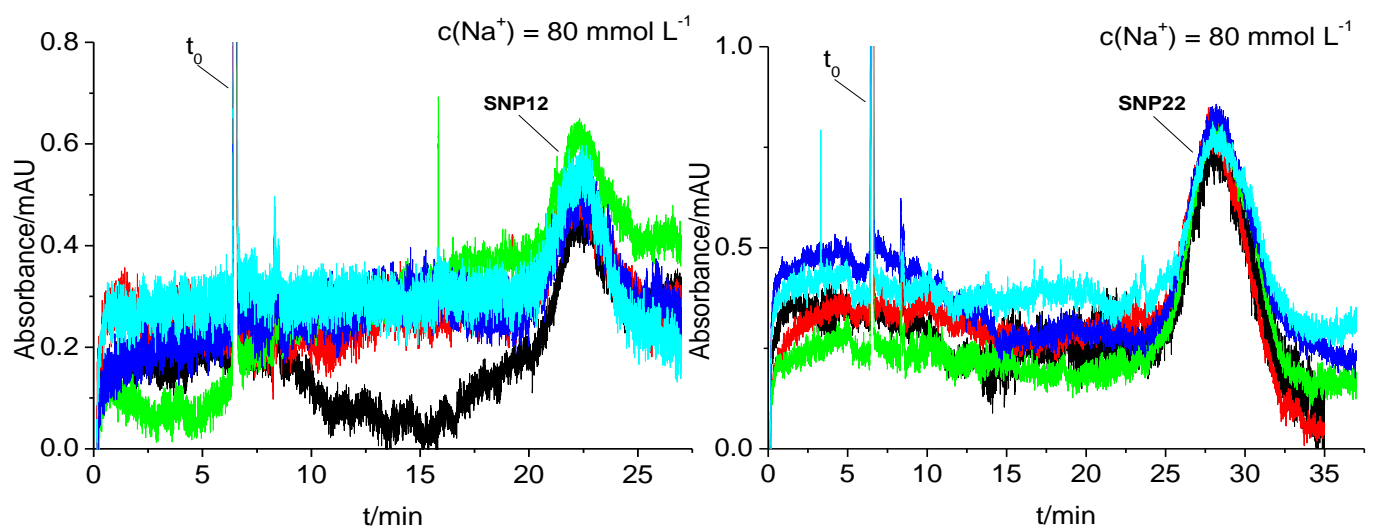 c(Na⁺) = 80 mmol L⁻¹
t₀
SNP12
Absorbance/mAU
0.8
0.6
0.4
0.2
0.0
0 5 10 15 20 25
t/min
c(Na⁺) = 80 mmol L⁻¹
t₀
SNP22
Absorbance/mAU
1.0
0.5
0.0
0 5 10 15 20 25 30 35
t/min